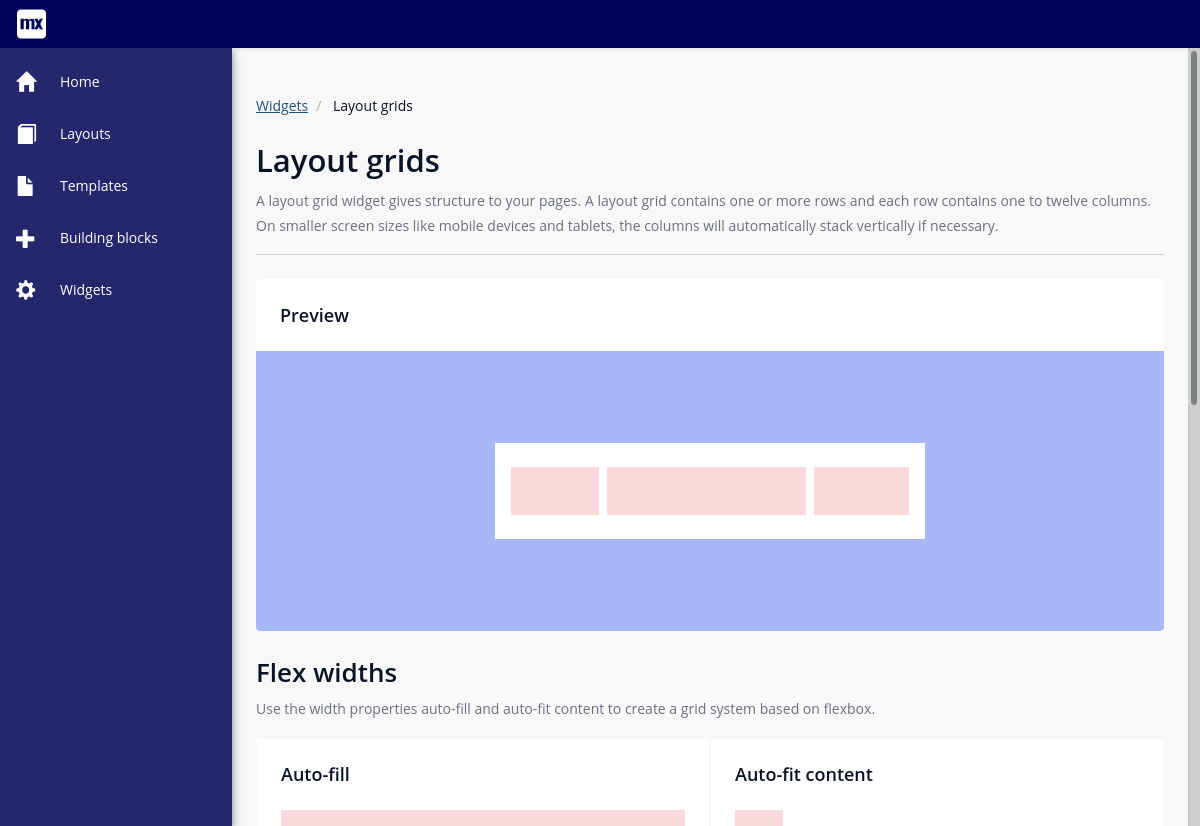 mx
Home
Layouts
Templates
Building blocks
Widgets
Widgets / Layout grids
Layout grids
A layout grid widget gives structure to your pages. A layout grid contains one or more rows and each row contains one to twelve columns.
On smaller screen sizes like mobile devices and tablets, the columns will automatically stack vertically if necessary.
Preview
Flex widths
Use the width properties auto-fill and auto-fit content to create a grid system based on flexbox.
Auto-fill
Auto-fit content